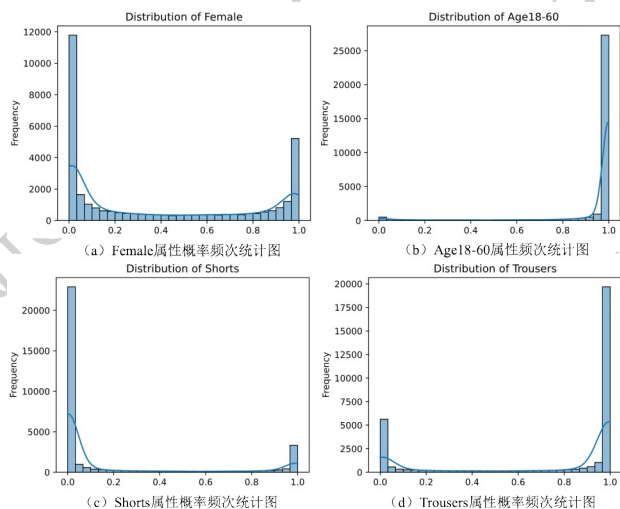 Distribution of Female
12000
10000
8000
6000
4000
2000
0
Frequency
0.0 0.2 0.4 0.6 0.8 1.0
(a)Female属性概率频次统计图
Distribution of Age18-60
25000
20000
15000
10000
5000
0
Frequency
0.0 0.2 0.4 0.6 0.8 1.0
(b)Age18-60属性频次统计图
Distribution of Shorts
20000
15000
10000
5000
0
Frequency
0.0 0.2 0.4 0.6 0.8 1.0
(c)Shorts属性概率频次统计图
Distribution of Trousers
20000
17500
15000
12500
10000
7500
5000
2500
0
Frequency
0.0 0.2 0.4 0.6 0.8 1.0
(d)Trousers属性概率频次统计图